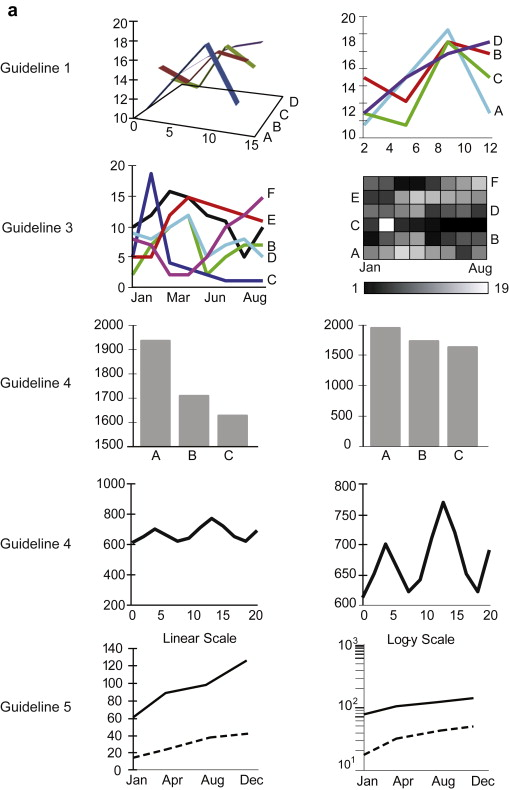 a
Guideline 1
20
18
16
14
12
10
0
5
10
15
A
B
C
D
20
18
16
14
12
10
2 4 6 8 10 12
D
B
C
A
Guideline 3
20
15
10
5
0
Jan Mar Jun Aug
F
E
B
D
C
E
C
A
F
D
B
Jan Aug
1 19
Guideline 4
2000
1900
1800
1700
1600
1500
A B C
2000
1500
1000
500
0
A B C
Guideline 4
1000
800
600
400
200
0 5 10 15 20
800
750
700
650
600
0 5 10 15 20
Guideline 5
Linear Scale
140
120
100
80
60
40
20
0
Jan Apr Aug Dec
Log-y Scale
10³
10²
10¹
Jan Apr Aug Dec